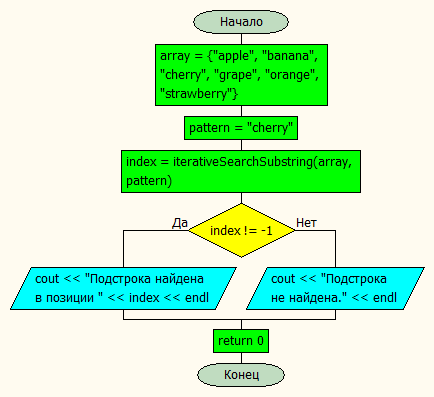 Начало
array = {"apple", "banana",
"cherry", "grape", "orange",
"strawberry"}
pattern = "cherry"
index = iterativeSearchSubstring(array,
pattern)
Да
Нет
index != -1
cout << "Подстрока найдена
в позиции " << index << endl
cout << "Подстрока
не найдена." << endl
return 0
Конец